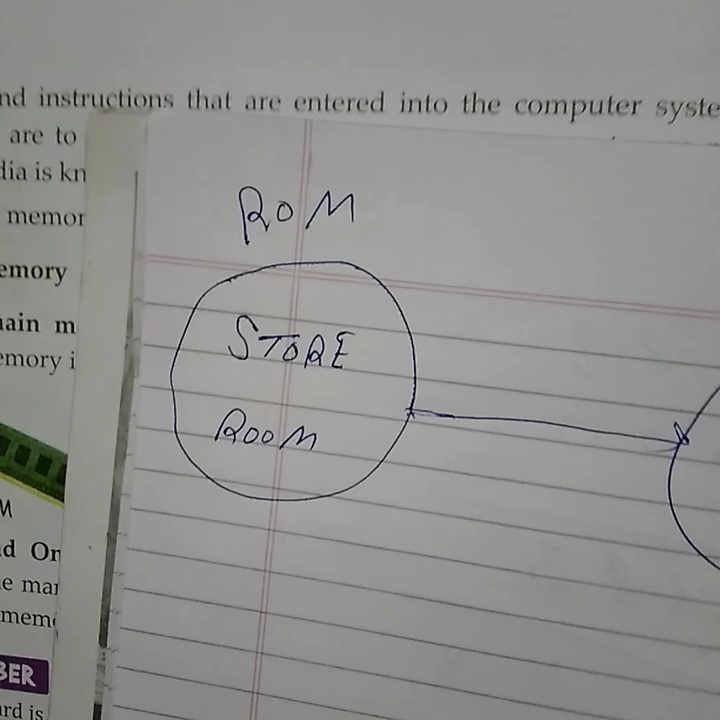 nd instructions that are entered into the computer syste
are to
dia is kn
memor
emory
ain m
emory i
M
d On
e mar
mem
BER
ard is
ROM
STORE
ROOM